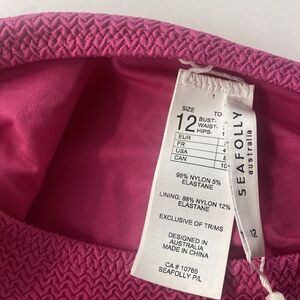 SIZE
TO
12
BUST-
WAIST-
HIPS-
EUR
FR
USA
CAN
95% NYLON 5%
ELASTANE
LINING: 88% NYLON 12%
ELASTANE
EXCLUSIVE OF TRIMS
DESIGNED IN
AUSTRALIA
MADE IN CHINA
CA # 10765
SEAFOLLY P/L
SEAFOLLY
australia
12